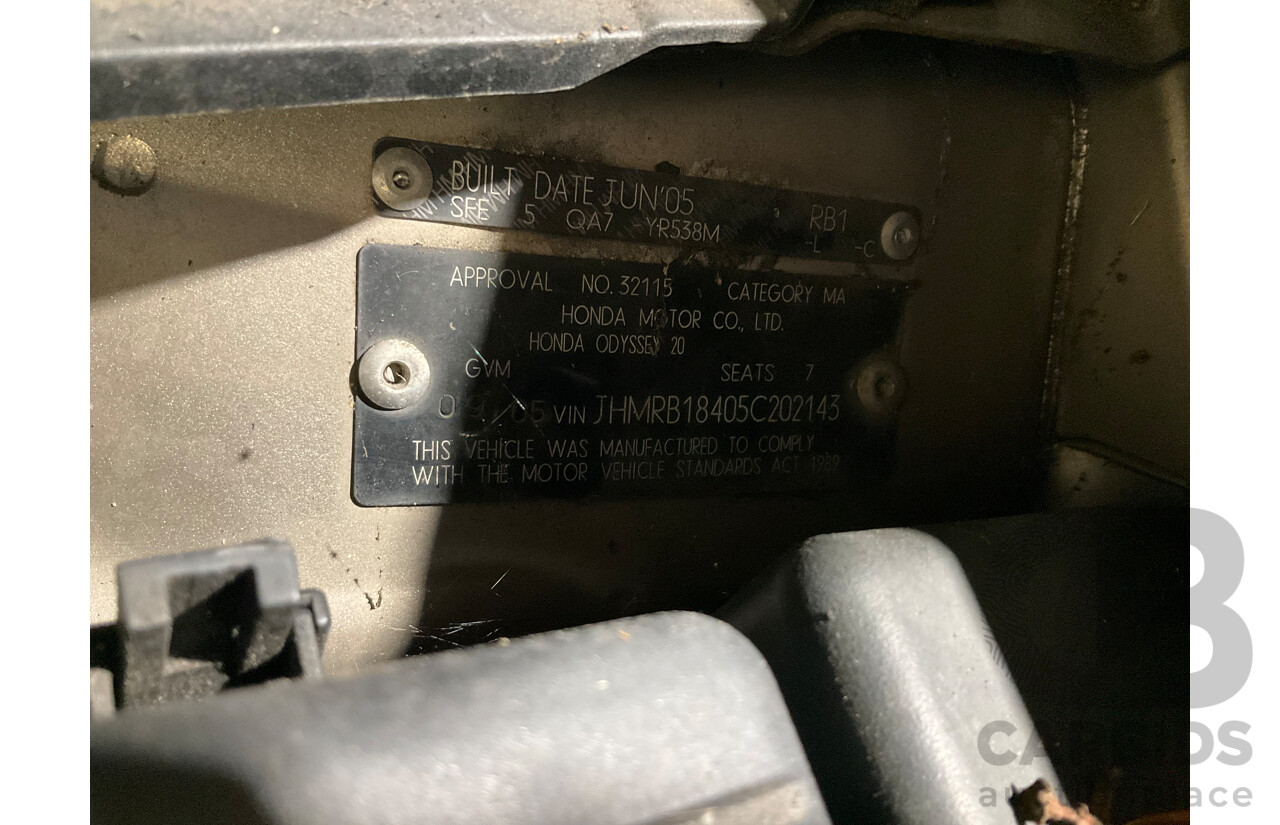 BUILT DATE JUN'05 RB1
SEE 5 QA7 YR538M -L -C
APPROVAL NO. 32115 CATEGORY MA
HONDA MOTOR CO., LTD.
HONDA ODYSSEY 20
GVM SEATS 7
VIN JHMRB18405C202143
THIS VEHICLE WAS MANUFACTURED TO COMPLY
WITH THE MOTOR VEHICLE STANDARDS ACT 1989